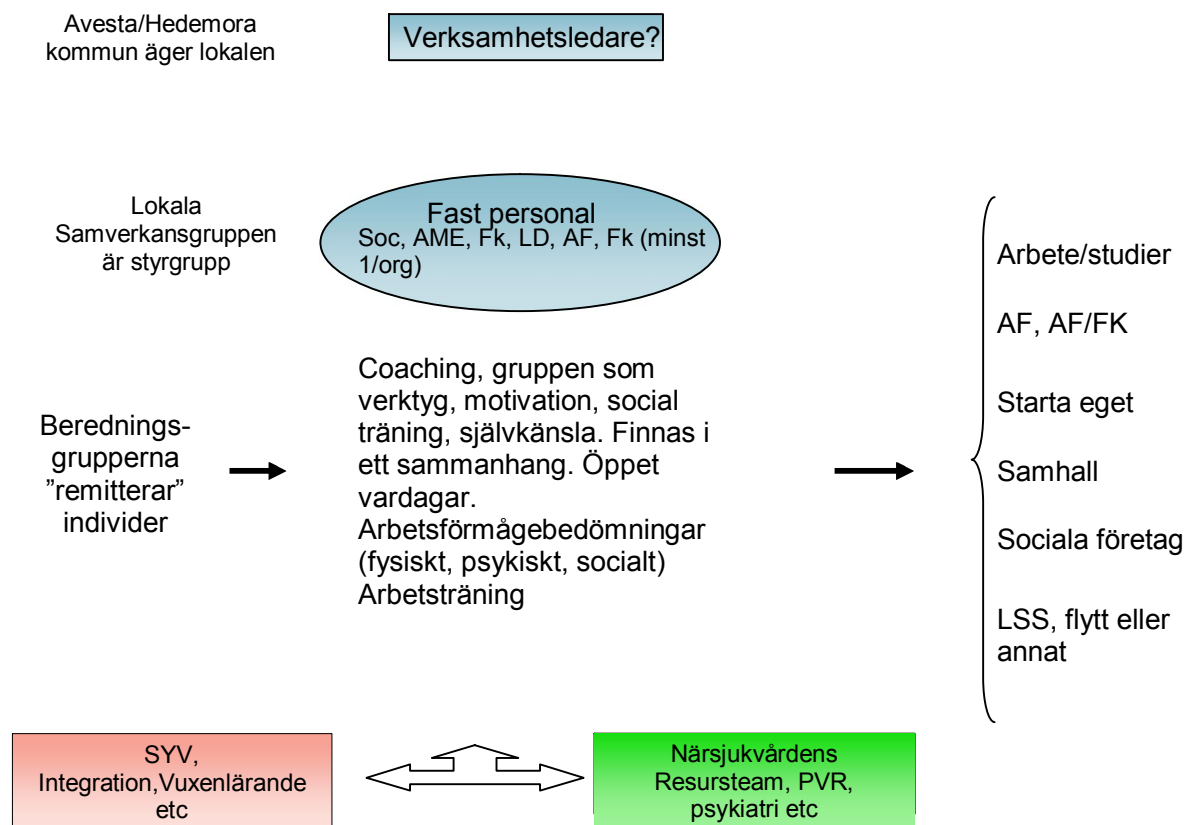 Avesta/Hedemora
kommun äger lokalen
Verksamhetsledare?
Lokala
Samverkansgruppen
är styrgrupp
Fast personal
Soc, AME, Fk, LD, AF, Fk (minst
1/org)
Berednings-
grupperna
”remitterar”
individer
Coaching, gruppen som
verktyg, motivation, social
träning, självkänsla. Finnas i
ett sammanhang. Öppet
vardagar.
Arbetsförmågebedömningar
(fysiskt, psykiskt, socialt)
Arbetsträning
Arbete/studier
AF, AF/FK
Starta eget
Samhall
Sociala företag
LSS, flytt eller
annat
SYV,
Integration,Vuxenlärande
etc
Närsjukvårdens
Resursteam, PVR,
psykiatri etc